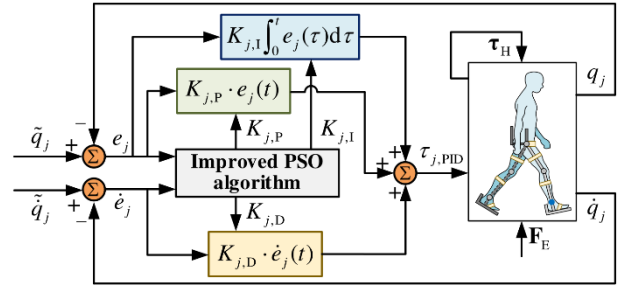 K_{j,I} ∫_0^t e_j(τ)dτ
τ_H
q_j
K_{j,P} · e_j(t)
−
K_{j,P}
K_{j,I}
q̃_j
+
Σ
e_j
Improved PSO
algorithm
+
+
+
Σ
τ_{j,PID}
q̃̇_j
+
Σ
ė_j
−
K_{j,D}
q̇_j
K_{j,D} · ė_j(t)
F_E